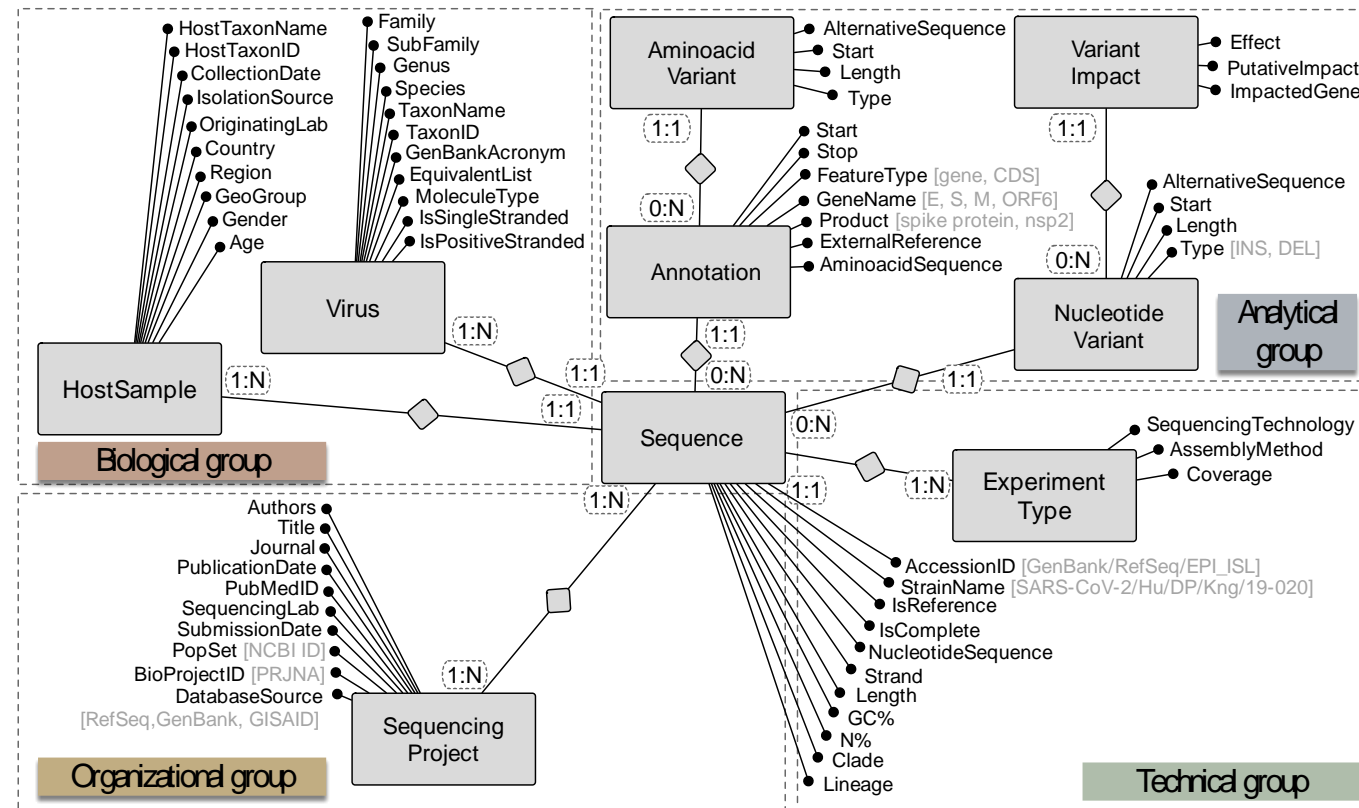 HostTaxonName
HostTaxonID
CollectionDate
IsolationSource
OriginatingLab
Country
Region
GeoGroup
Gender
Age
HostSample
1:N
1:1
Biological group
Family
SubFamily
Genus
Species
TaxonName
TaxonID
GenBankAcronym
EquivalentList
MoleculeType
IsSingleStranded
IsPositiveStranded
Virus
1:N
1:1
Aminoacid
Variant
AlternativeSequence
Start
Length
Type
1:1
0:N
Start
Stop
FeatureType [gene, CDS]
GeneName [E, S, M, ORF6]
Product [spike protein, nsp2]
ExternalReference
AminoacidSequence
Annotation
1:1
0:N
Variant
Impact
Effect
PutativeImpact
ImpactedGene
1:1
0:N
AlternativeSequence
Start
Length
Type [INS, DEL]
Nucleotide
Variant
1:1
0:N
Analytical
group
Sequence
1:N
1:1
1:N
Experiment
Type
SequencingTechnology
AssemblyMethod
Coverage
AccessionID [GenBank/RefSeq/EPI_ISL]
StrainName [SARS-CoV-2/Hu/DP/Kng/19-020]
IsReference
IsComplete
NucleotideSequence
Strand
Length
GC%
N%
Clade
Lineage
Technical group
Authors
Title
Journal
PublicationDate
PubMedID
SequencingLab
SubmissionDate
PopSet [NCBI ID]
BioProjectID [PRJNA]
DatabaseSource
[RefSeq,GenBank, GISAID]
1:N
Sequencing
Project
Organizational group